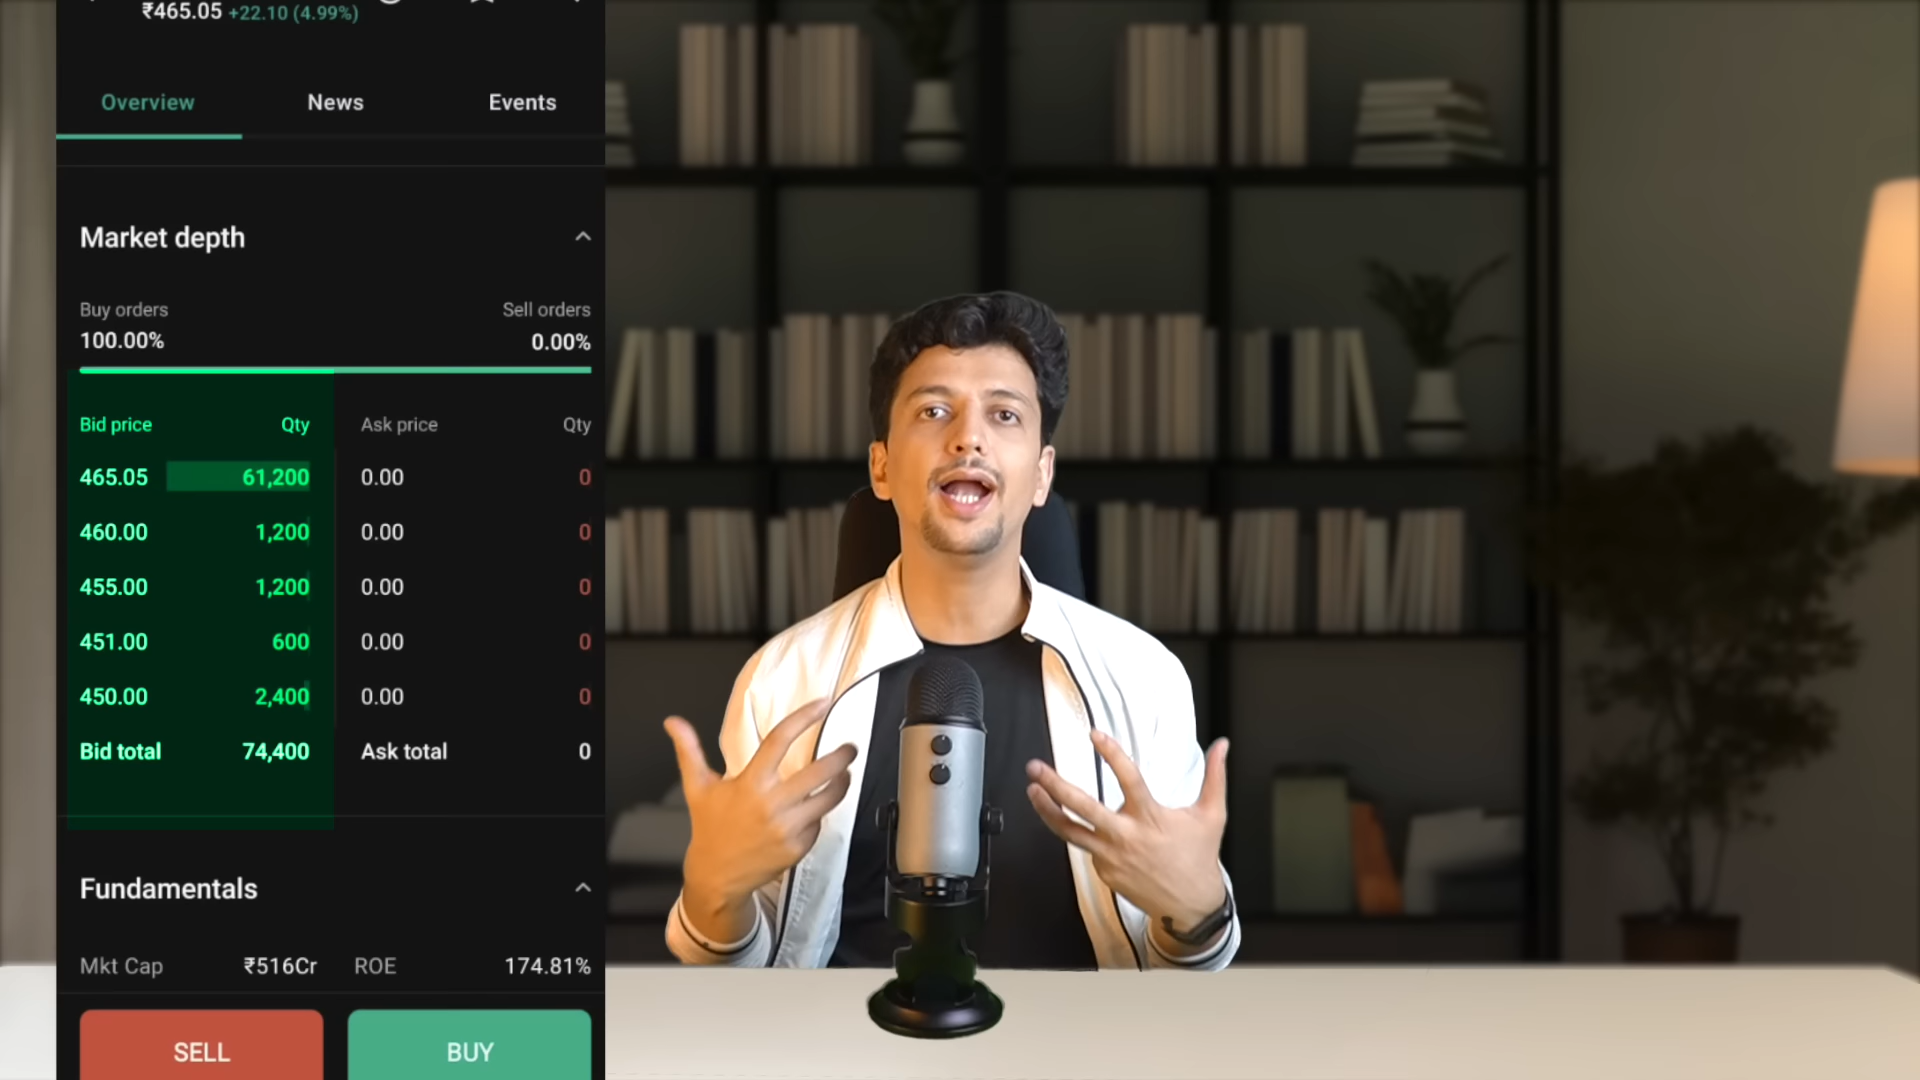 ₹465.05 +22.10 (4.99%)
Overview News Events
Market depth
Buy orders Sell orders
100.00% 0.00%
Bid price Qty Ask price Qty
465.05 61,200 0.00 0
460.00 1,200 0.00 0
455.00 1,200 0.00 0
451.00 600 0.00 0
450.00 2,400 0.00 0
Bid total 74,400 Ask total 0
Fundamentals
Mkt Cap ₹516Cr ROE 174.81%
SELL BUY